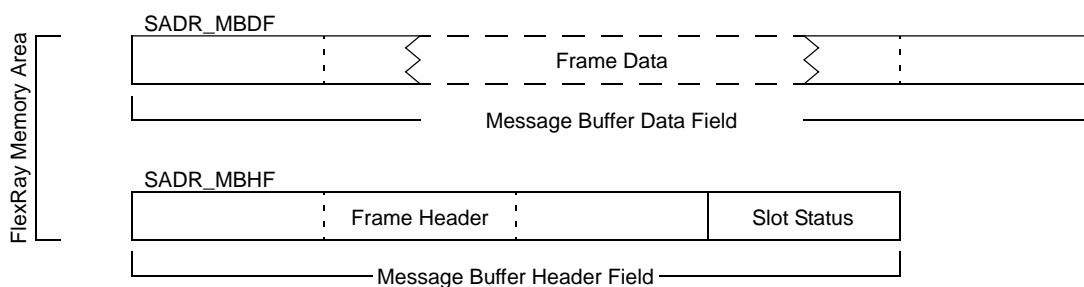 SADR_MBDF
Frame Data
Message Buffer Data Field
FlexRay Memory Area
SADR_MBHF
Frame Header
Slot Status
Message Buffer Header Field